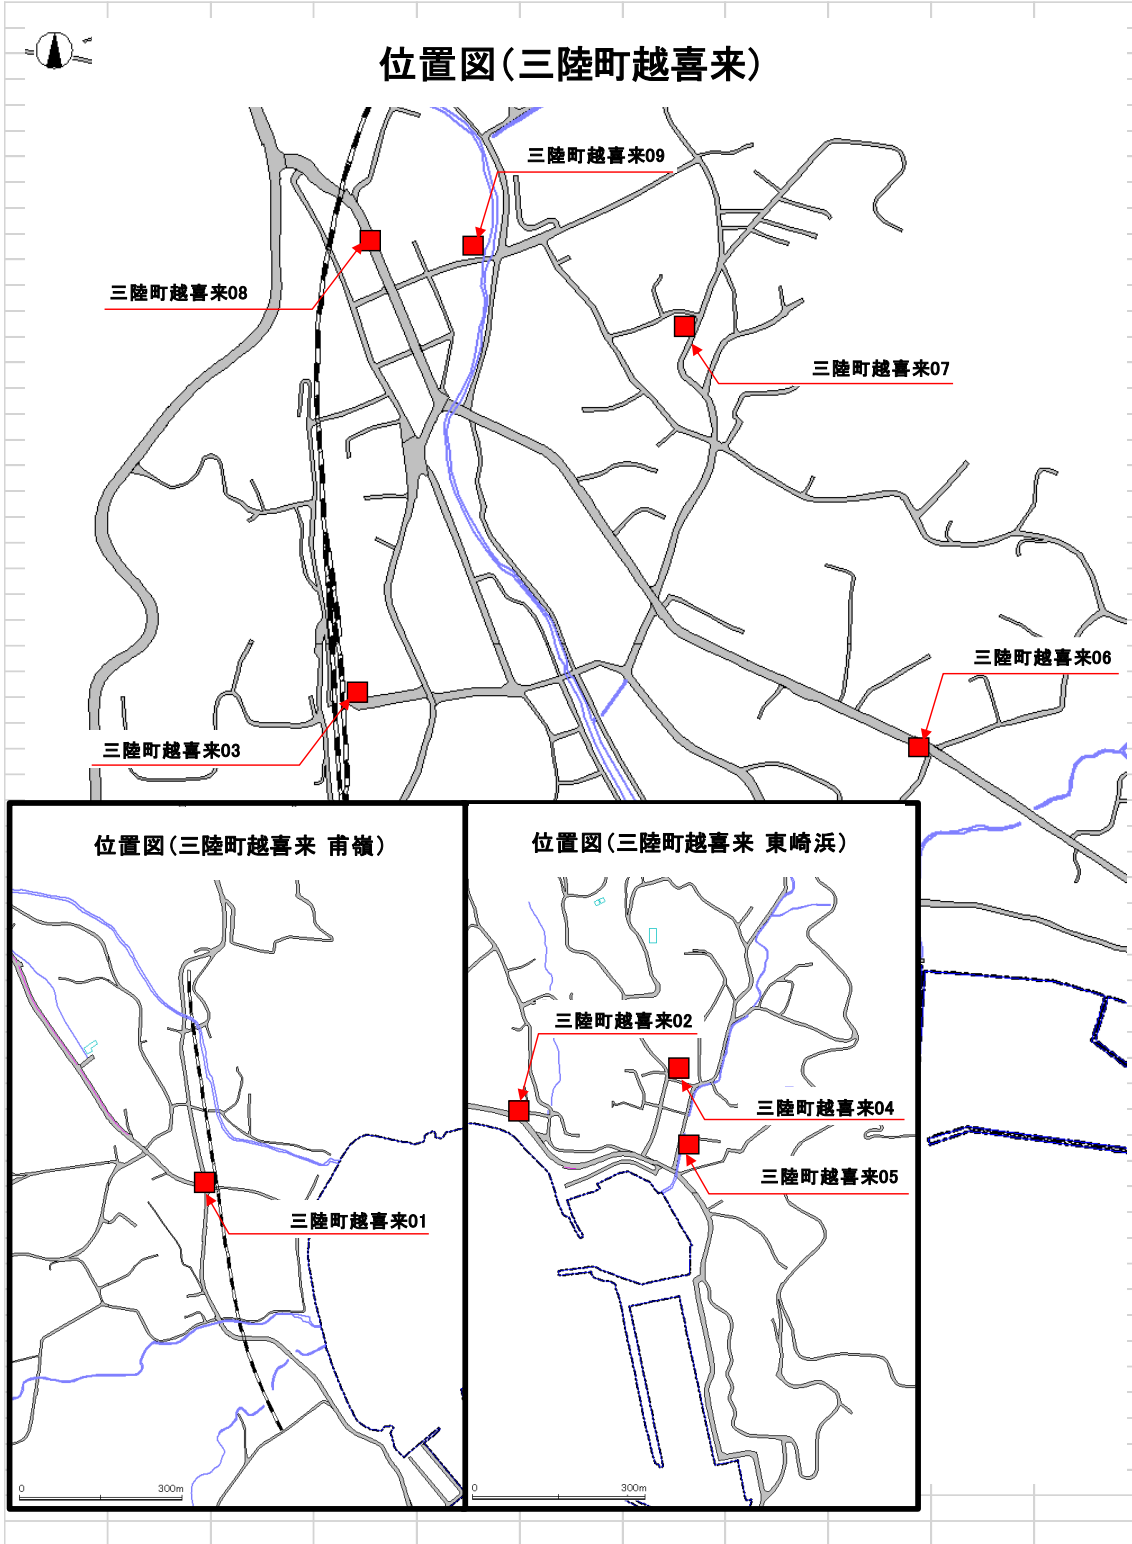 位置図(三陸町越喜来)
三陸町越喜来09
三陸町越喜来08
三陸町越喜来07
三陸町越喜来06
三陸町越喜来03
位置図(三陸町越喜来 甫嶺)
位置図(三陸町越喜来 東崎浜)
三陸町越喜来02
三陸町越喜来04
三陸町越喜来05
三陸町越喜来01
0 300m
0 300m